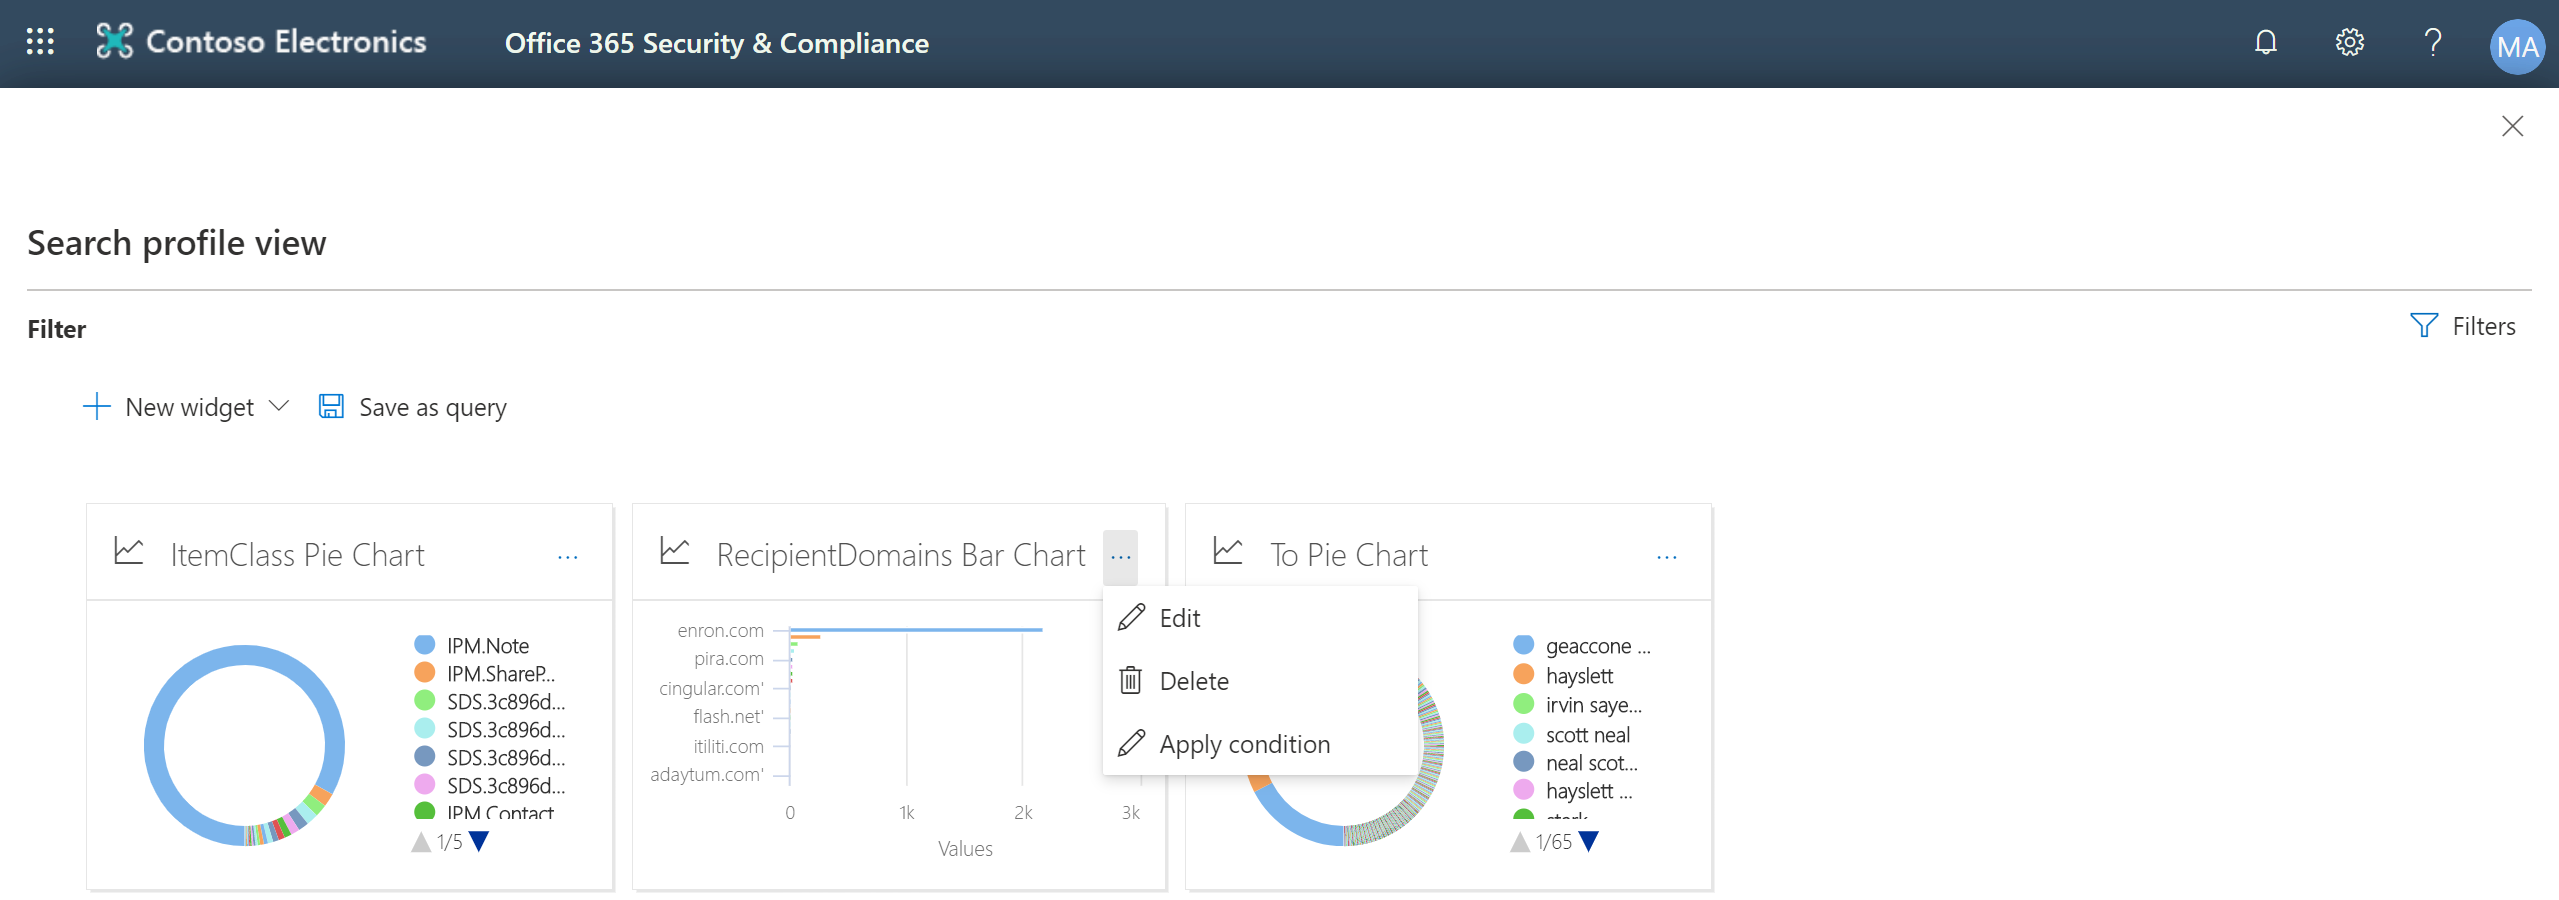 Contoso Electronics
Office 365 Security & Compliance
MA
Search profile view
Filter
Filters
New widget
Save as query
ItemClass Pie Chart
IPM.Note
IPM.ShareP...
SDS.3c896d...
SDS.3c896d...
SDS.3c896d...
SDS.3c896d...
IPM.Contact
1/5
RecipientDomains Bar Chart
...
Edit
Delete
Apply condition
enron.com
pira.com
cingular.com'
flash.net'
itiliti.com
adaytum.com'
0
1k
2k
3k
Values
To Pie Chart
geaccone ...
hayslett
irvin saye...
scott neal
neal scot...
hayslett ...
stark
1/65